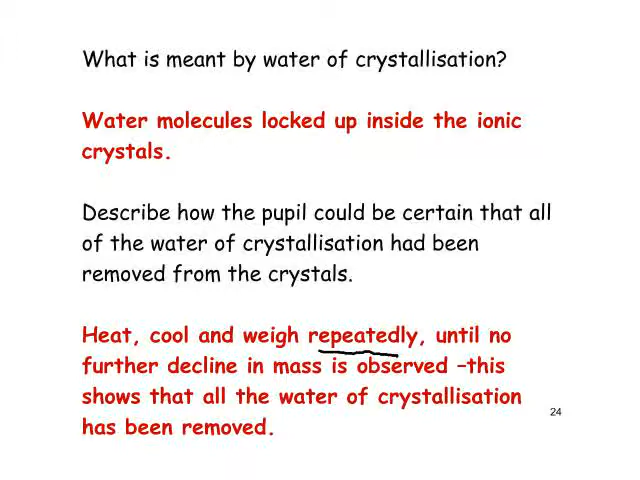 What is meant by water of crystallisation?
Water molecules locked up inside the ionic
crystals.
Describe how the pupil could be certain that all
of the water of crystallisation had been
removed from the crystals.
Heat, cool and weigh repeatedly, until no
further decline in mass is observed –this
shows that all the water of crystallisation
has been removed.
24